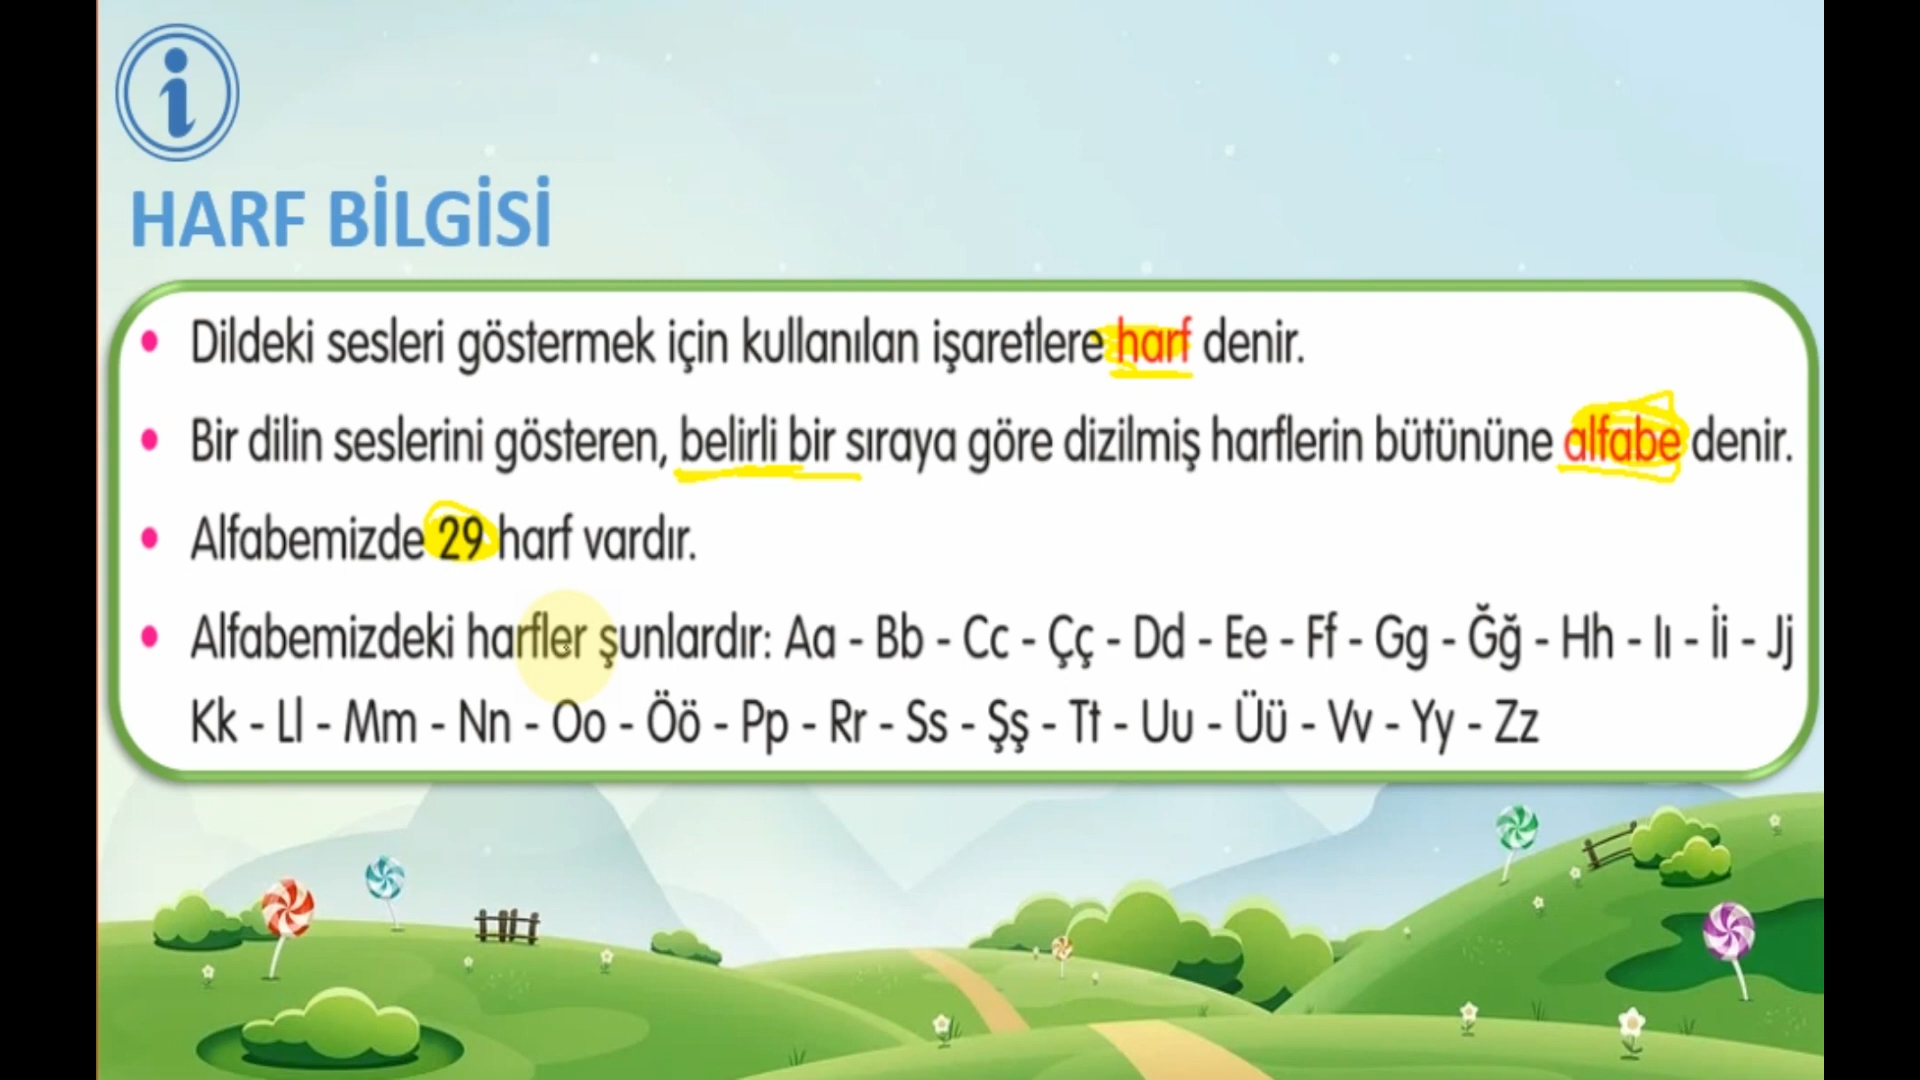 HARF BİLGİSİ
• Dildeki sesleri göstermek için kullanılan işaretlere harf denir.
• Bir dilin seslerini gösteren, belirli bir sıraya göre dizilmiş harflerin bütününe alfabe denir.
• Alfabemizde 29 harf vardır.
• Alfabemizdeki harfler şunlardır: Aa - Bb - Cc - Çç - Dd - Ee - Ff - Gg - Ğğ - Hh - Iı - İi - Jj
Kk - Ll - Mm - Nn - Oo - Öö - Pp - Rr - Ss - Şş - Tt - Uu - Üü - Vv - Yy - Zz